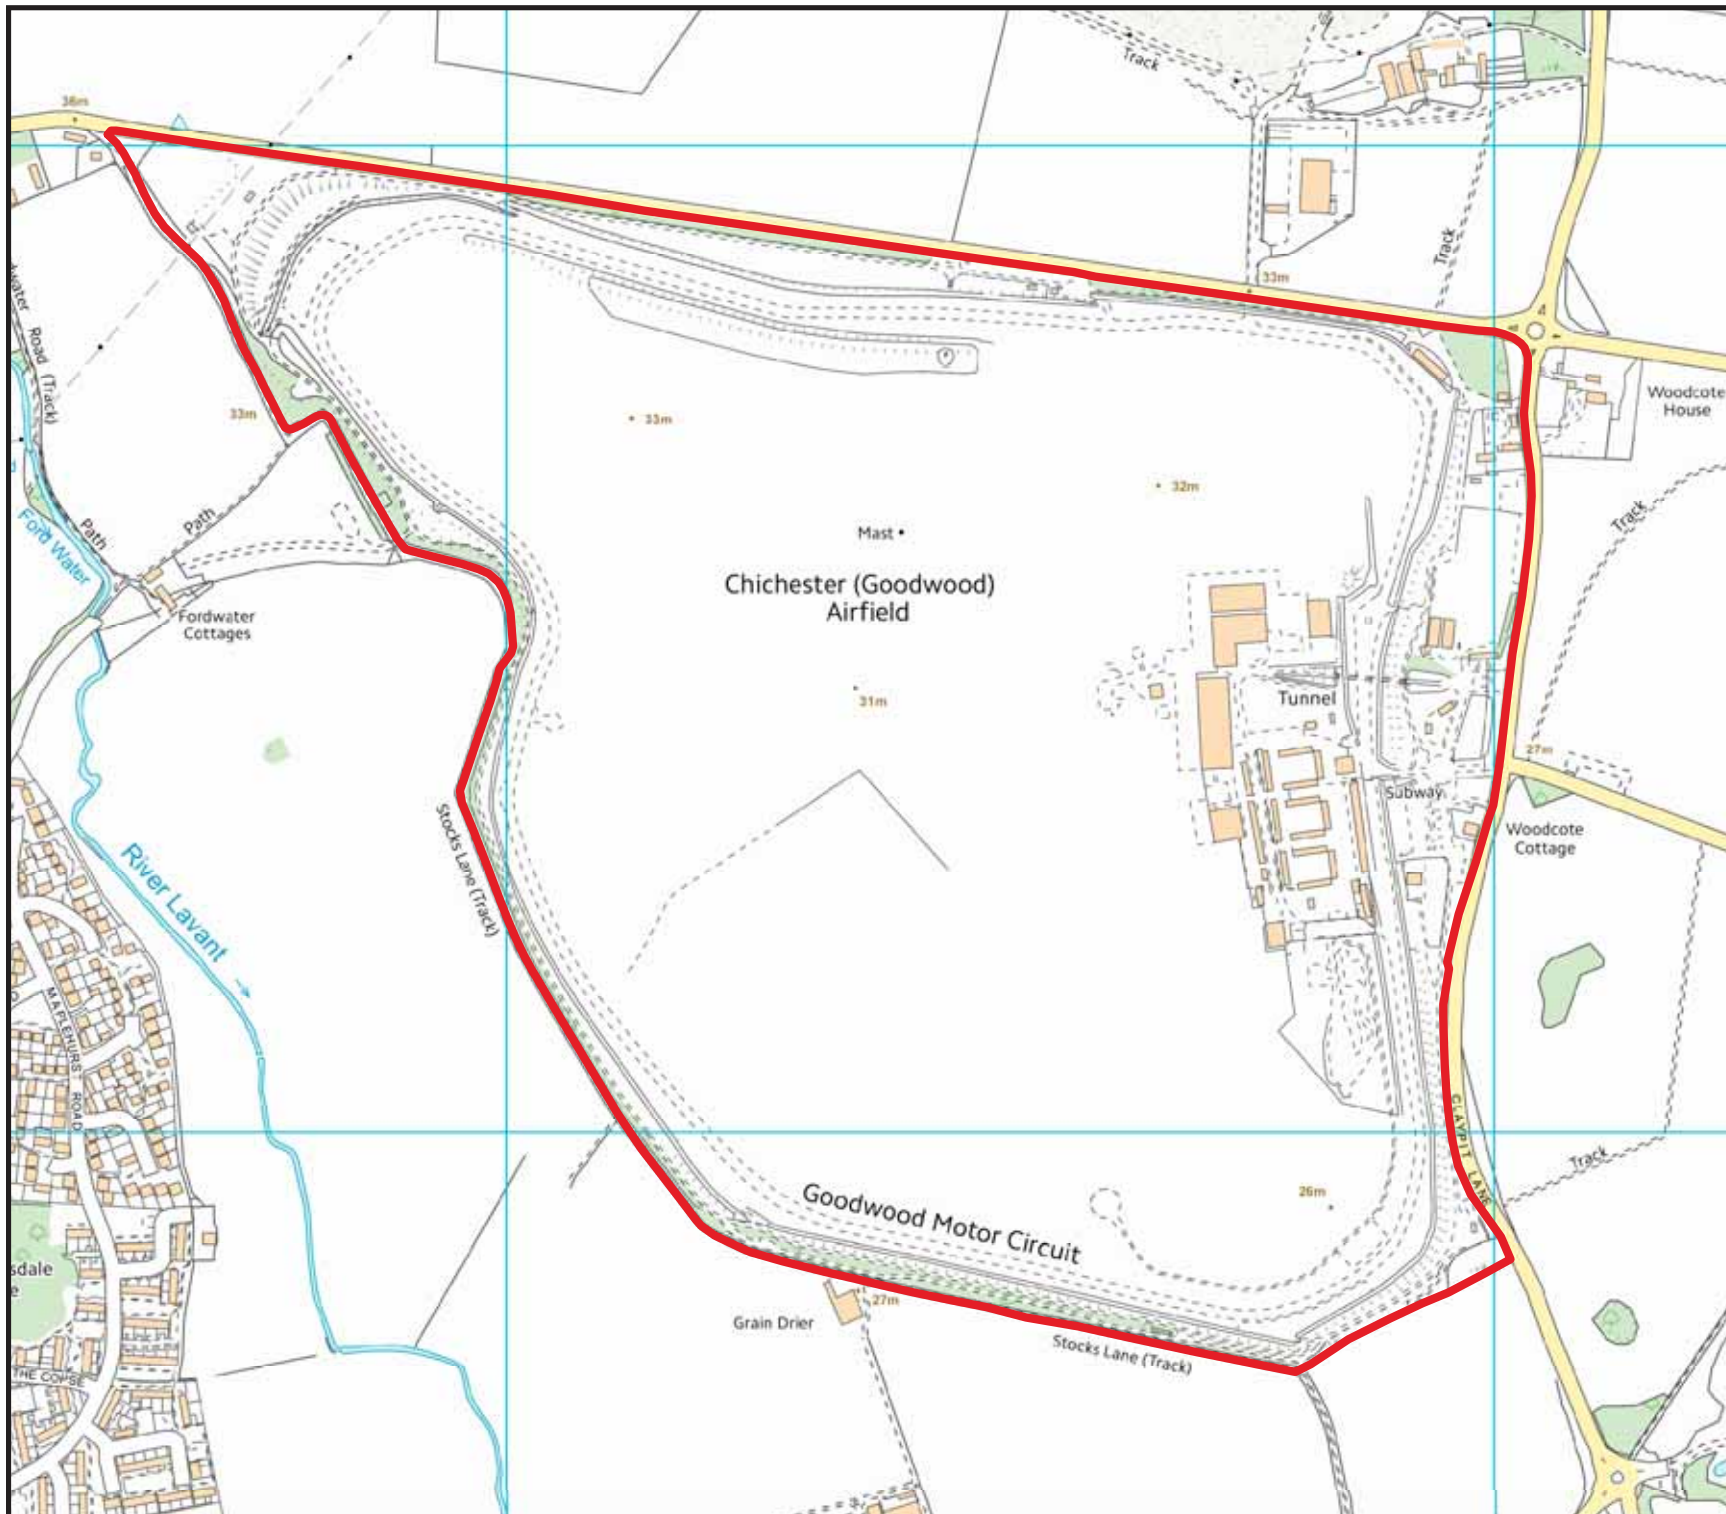 36m
Track
Track
33m
Woodcote
House
Road (Track)
33m
33m
32m
Track
Path
Path
Ford Water
Mast
Chichester (Goodwood)
Airfield
Fordwater
Cottages
Tunnel
31m
27m
Subway
Woodcote
Cottage
Stocks Lane (Track)
River Lavant
MAPLEHURST ROAD
CLAYPIT LANE
Track
26m
Goodwood Motor Circuit
sdale
e
27m
Grain Drier
Stocks Lane (Track)
THE COPSE